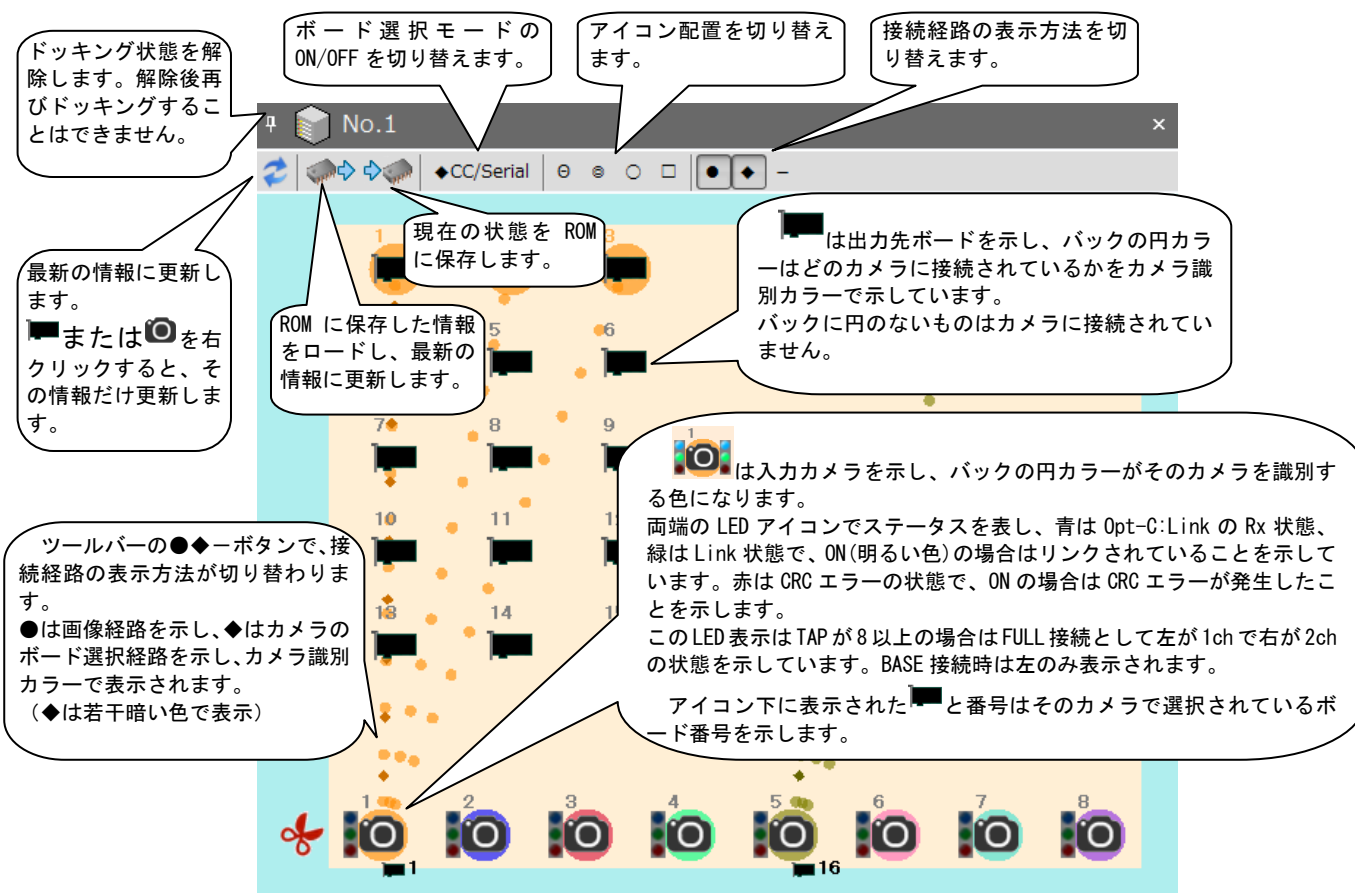 ドッキング状態を解
除します。解除後再
びドッキングするこ
とはできません。
ボード選択モードの
ON/OFF を切り替えます。
アイコン配置を切り替え
ます。
接続経路の表示方法を切
り替えます。
No.1
×
◆CC/Serial
●
◆
−
最新の情報に更新し
ます。
またはを右
クリックすると、そ
の情報だけ更新しま
す。
現在の状態を ROM
に保存します。
ROM に保存した情報
をロードし、最新の
情報に更新します。
は出力先ボードを示し、バックの円カラ
ーはどのカメラに接続されているかをカメラ識
別カラーで示しています。
バックに円のないものはカメラに接続されてい
ません。
1
3
5
6
7
8
9
10
11
13
14
1
は入力カメラを示し、バックの円カラーがそのカメラを識別す
る色になります。
両端の LED アイコンでステータスを表し、青は Opt-C:Link の Rx 状態、
緑は Link 状態で、ON(明るい色)の場合はリンクされていることを示して
います。赤は CRC エラーの状態で、ON の場合は CRC エラーが発生したこ
とを示します。
この LED 表示は TAP が 8 以上の場合は FULL 接続として左が 1ch で右が 2ch
の状態を示しています。BASE 接続時は左のみ表示されます。
アイコン下に表示されたと番号はそのカメラで選択されているボ
ード番号を示します。
ツールバーの●◆−ボタンで、接
続経路の表示方法が切り替わりま
す。
●は画像経路を示し、◆はカメラの
ボード選択経路を示し、カメラ識別
カラーで表示されます。
（◆は若干暗い色で表示）
1
2
3
4
5
6
7
8
1
16